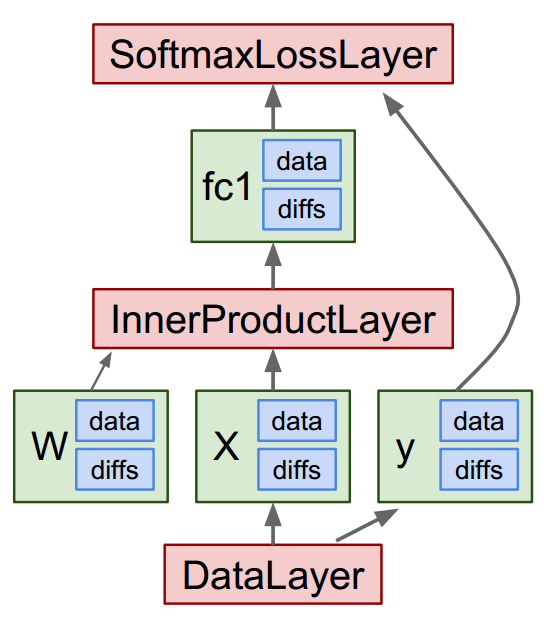 SoftmaxLossLayer
fc1
data
diffs
InnerProductLayer
W
data
diffs
X
data
diffs
y
data
diffs
DataLayer